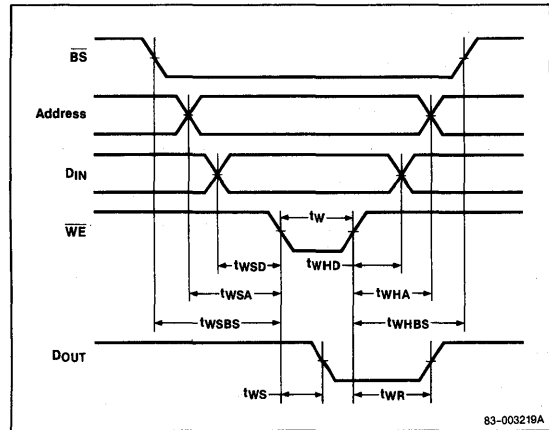 BS
Address
DIN
WE
tW
tWSD
tWHD
tWSA
tWHA
tWSBS
tWHBS
DOUT
tWS
tWR
83-003219A